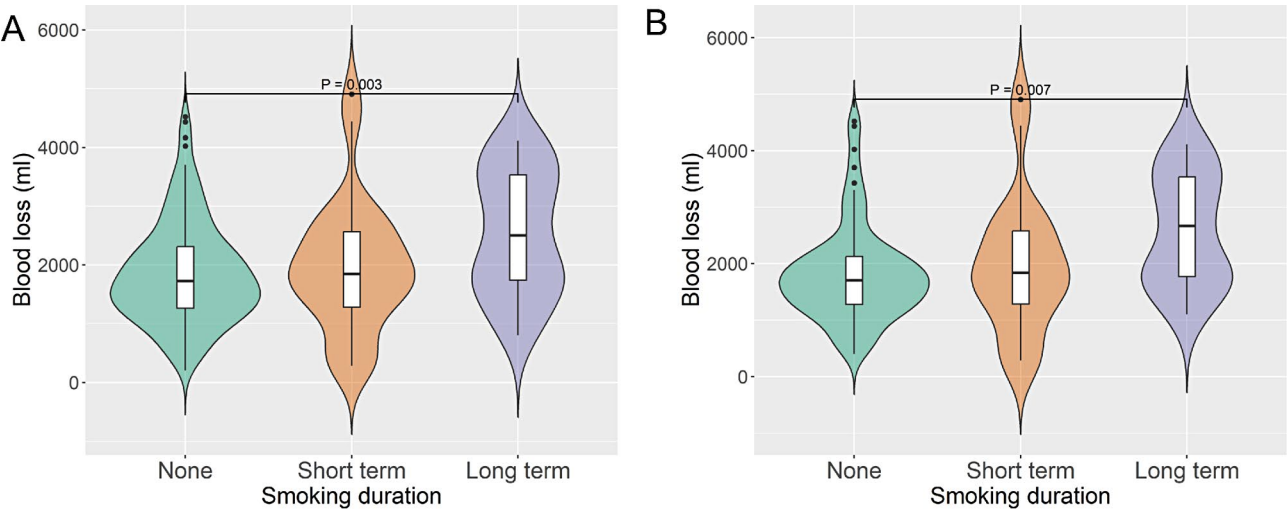 A
Blood loss (ml)
6000
4000
2000
0
P = 0.003
None
Short term
Long term
Smoking duration
B
Blood loss (ml)
6000
4000
2000
0
P = 0.007
None
Short term
Long term
Smoking duration